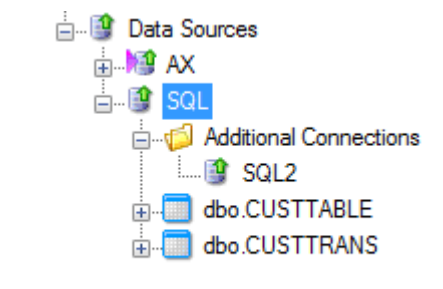 Data Sources
AX
SQL
Additional Connections
SQL2
dbo.CUSTTABLE
dbo.CUSTTRANS